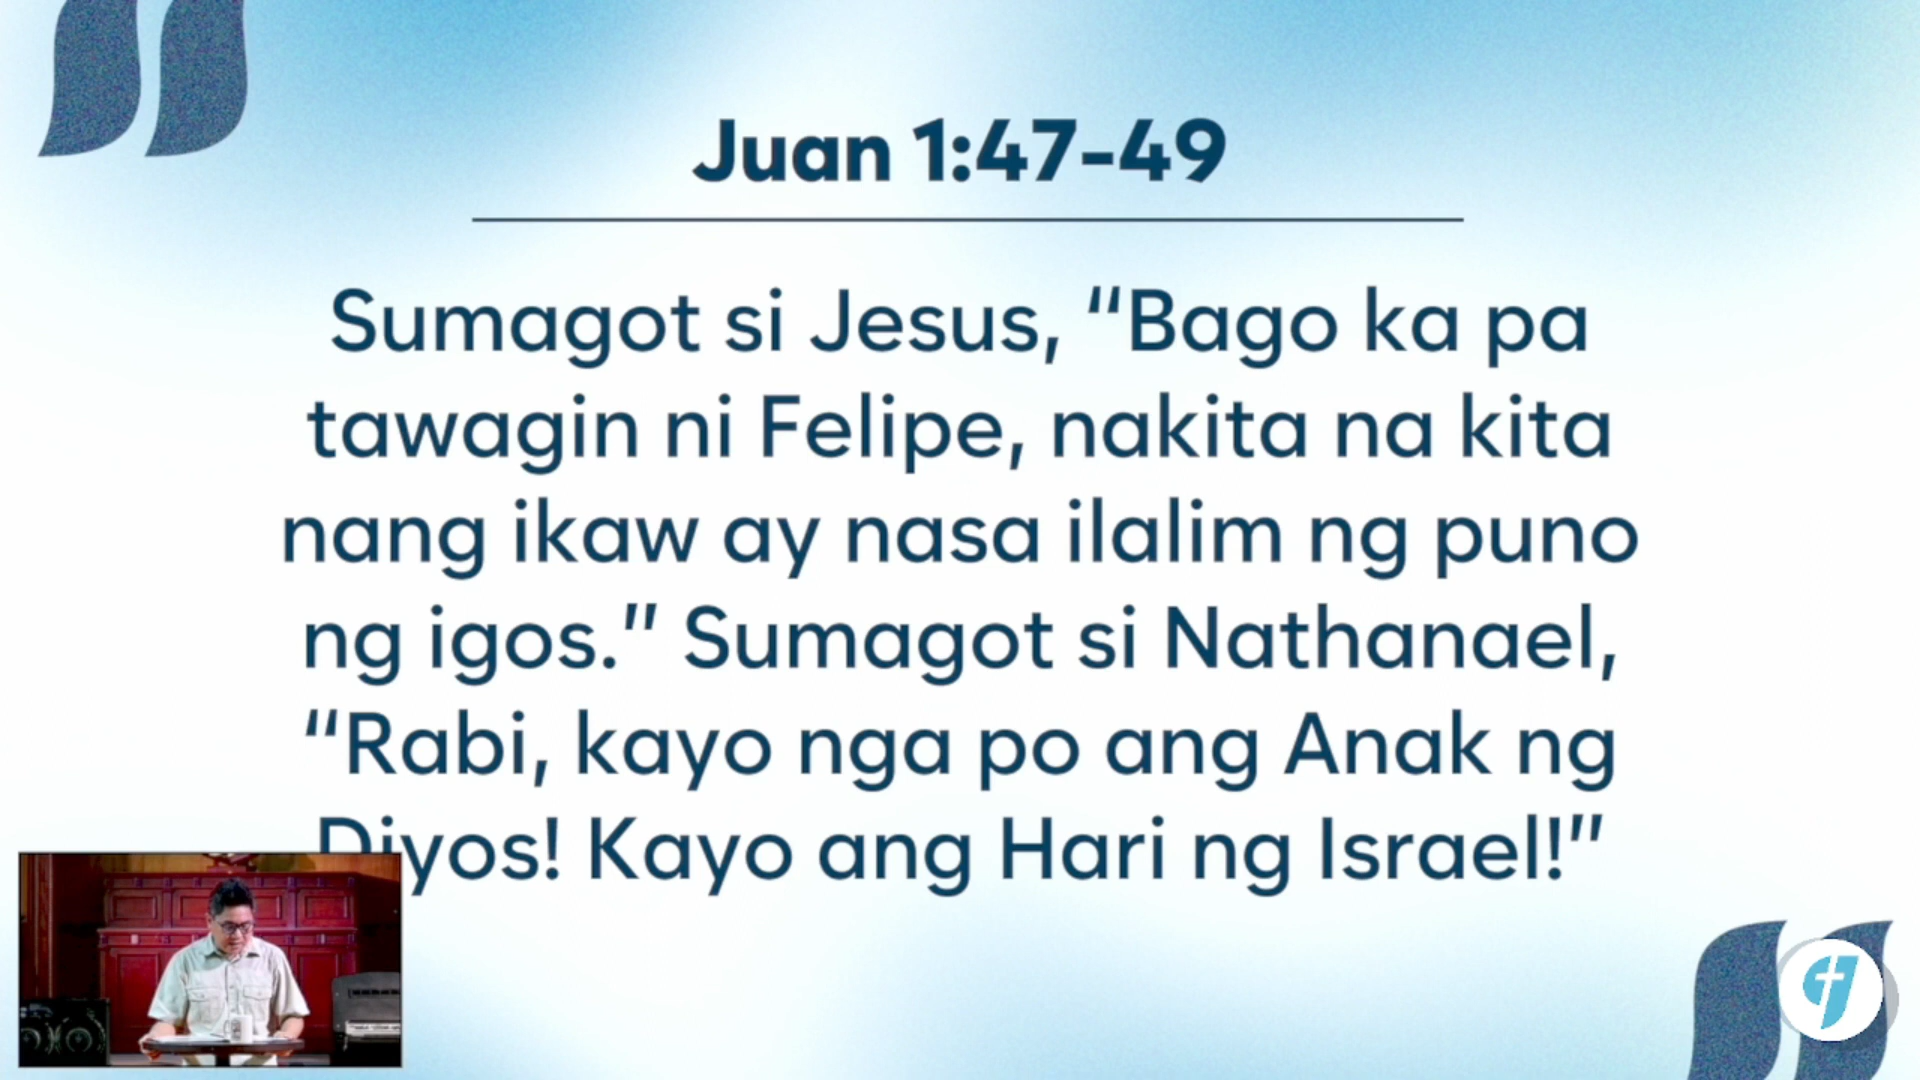 Juan 1:47-49
Sumagot si Jesus, “Bago ka pa
tawagin ni Felipe, nakita na kita
nang ikaw ay nasa ilalim ng puno
ng igos.” Sumagot si Nathanael,
“Rabi, kayo nga po ang Anak ng
Diyos! Kayo ang Hari ng Israel!”